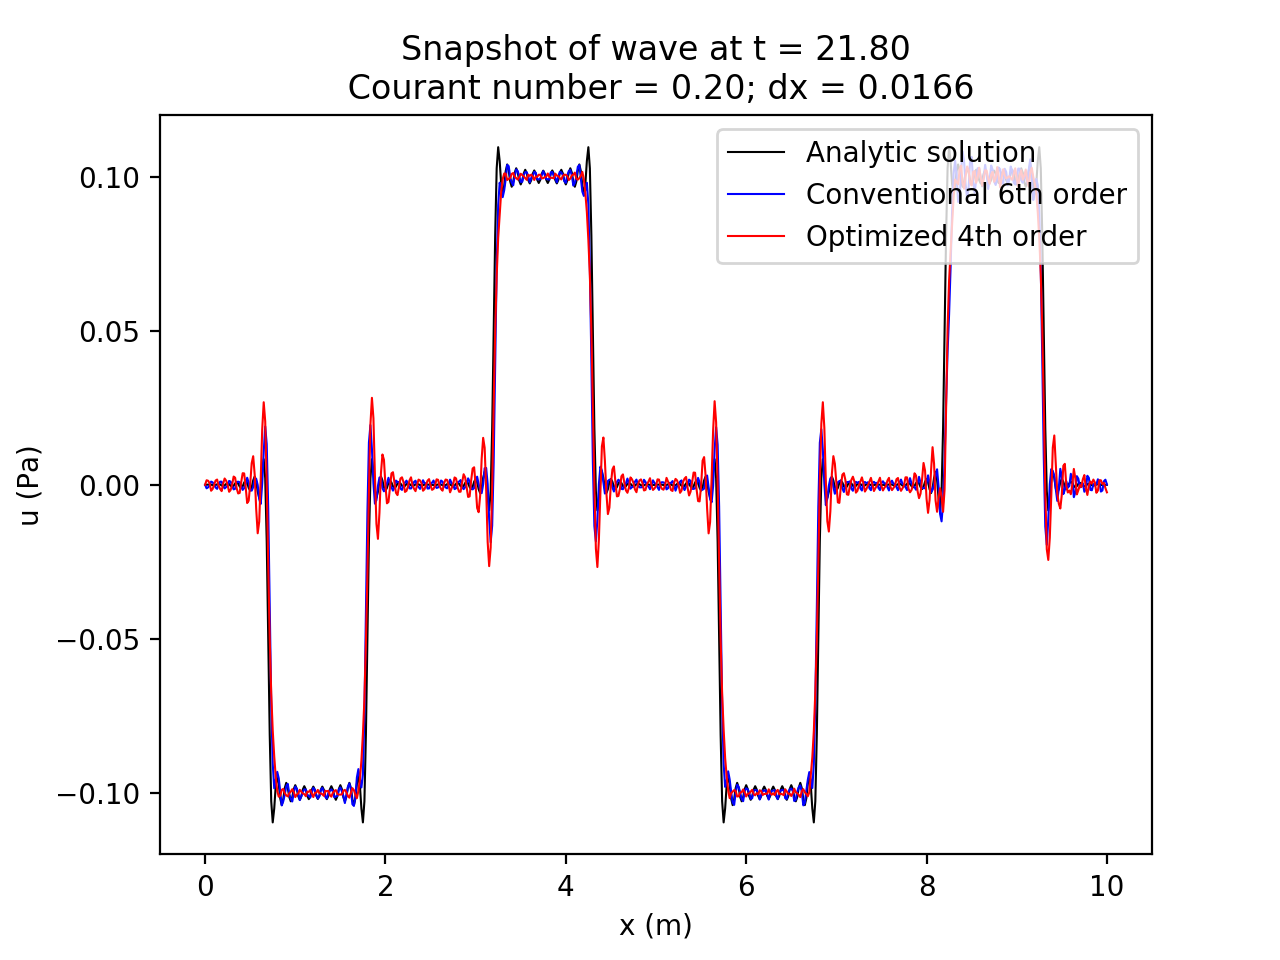 Snapshot of wave at t = 21.80
Courant number = 0.20; dx = 0.0166
Analytic solution
Conventional 6th order
Optimized 4th order
0.10
0.05
0.00
−0.05
−0.10
u (Pa)
0 2 4 6 8 10
x (m)